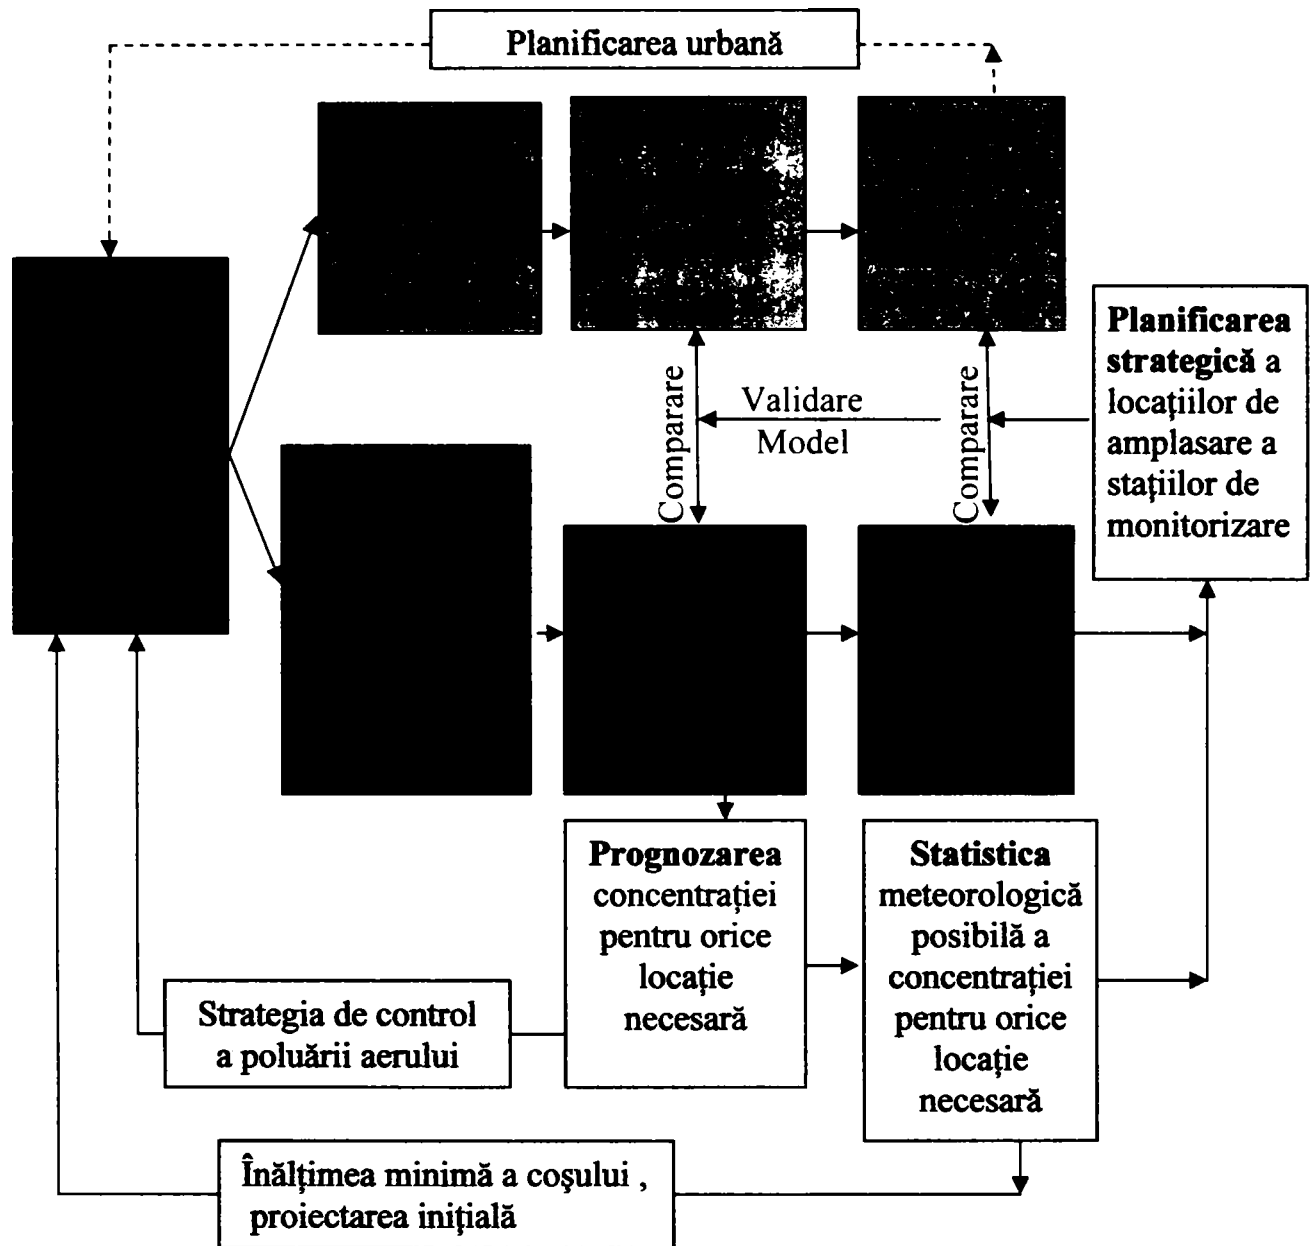 Planificarea urbană
Planificarea
strategică a
locațiilor de
amplasare a
stațiilor de
monitorizare
Comparare
Validare
Model
Comparare
Prognozarea
concentrației
pentru orice
locație
necesară
Statistica
meteorologică
posibilă a
concentrației
pentru orice
locație
necesară
Strategia de control
a poluării aerului
Înălțimea minimă a coşului ,
proiectarea inițială